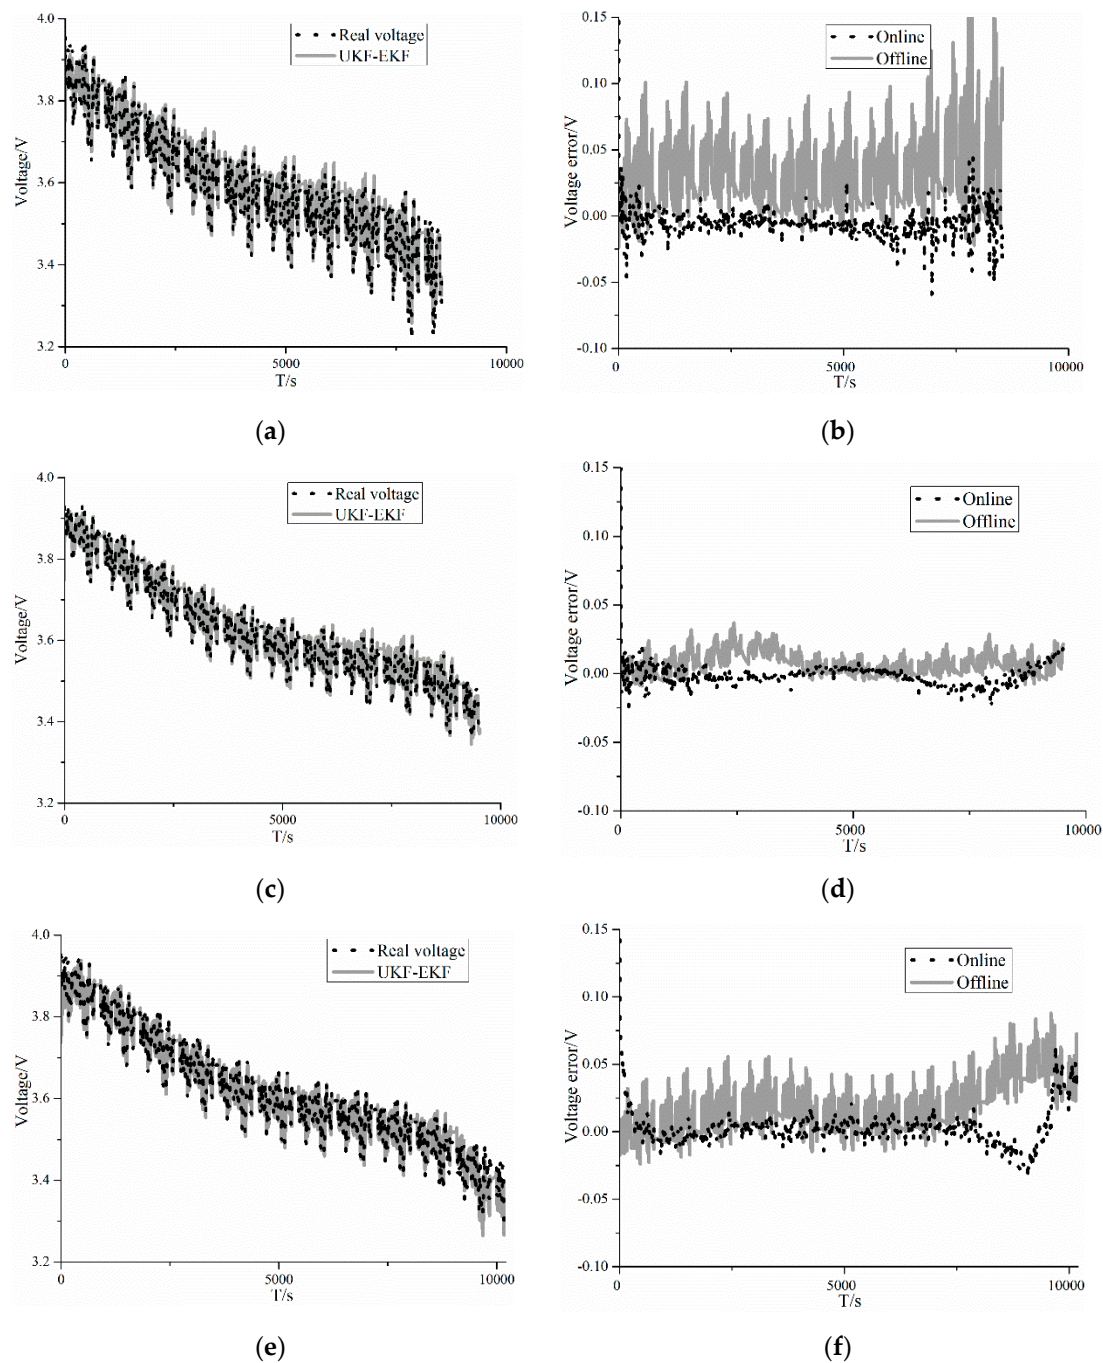 4.0
3.8
3.6
3.4
3.2
Voltage/V
Real voltage
UKF-EKF
0
5000
10000
T/s
(a)
0.15
0.10
0.05
0.00
-0.05
-0.10
Voltage error/V
Online
Offline
0
5000
10000
T/s
(b)
4.0
3.8
3.6
3.4
3.2
Voltage/V
Real voltage
UKF-EKF
0
5000
10000
T/s
(c)
0.15
0.10
0.05
0.00
-0.05
-0.10
Voltage error/V
Online
Offline
0
5000
10000
T/s
(d)
4.0
3.8
3.6
3.4
3.2
Voltage/V
Real voltage
UKF-EKF
0
5000
10000
T/s
(e)
0.15
0.10
0.05
0.00
-0.05
-0.10
Voltage error/V
Online
Offline
0
5000
10000
T/s
(f)